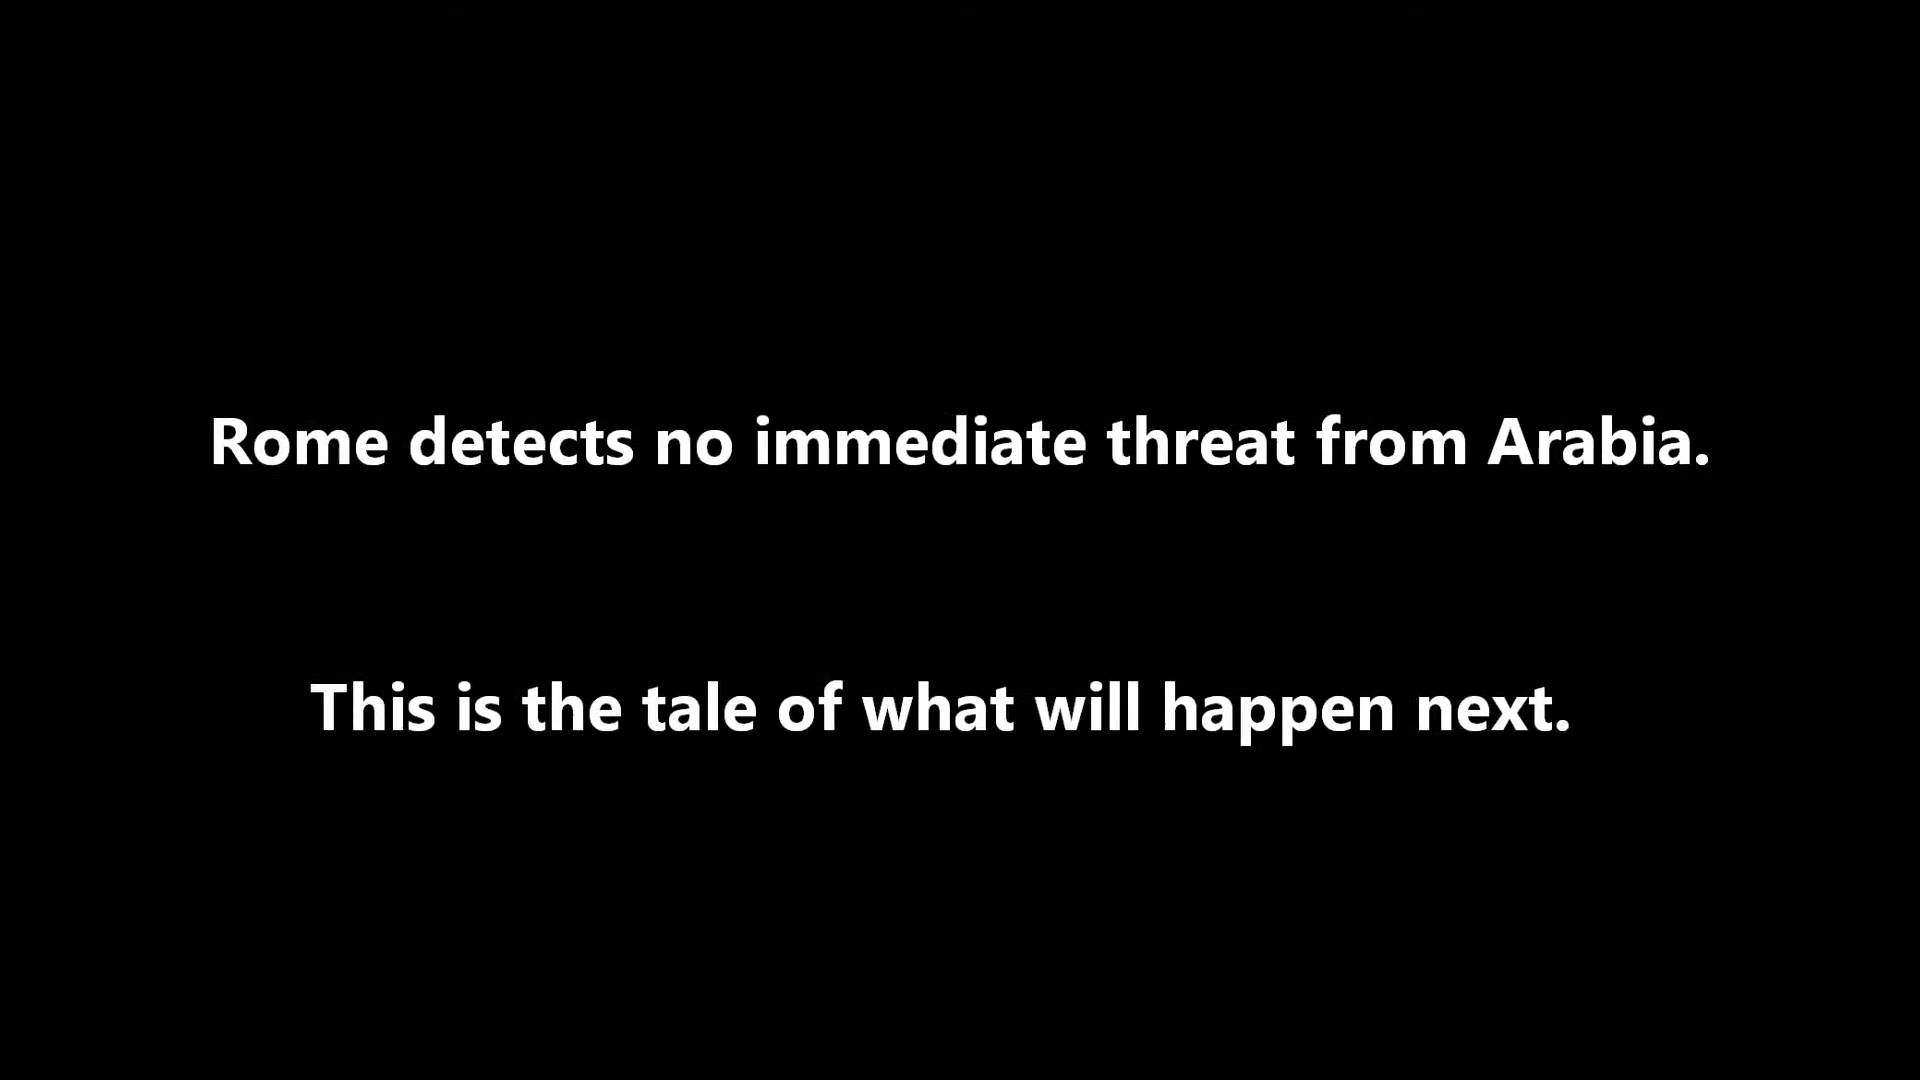 Rome detects no immediate threat from Arabia.
This is the tale of what will happen next.